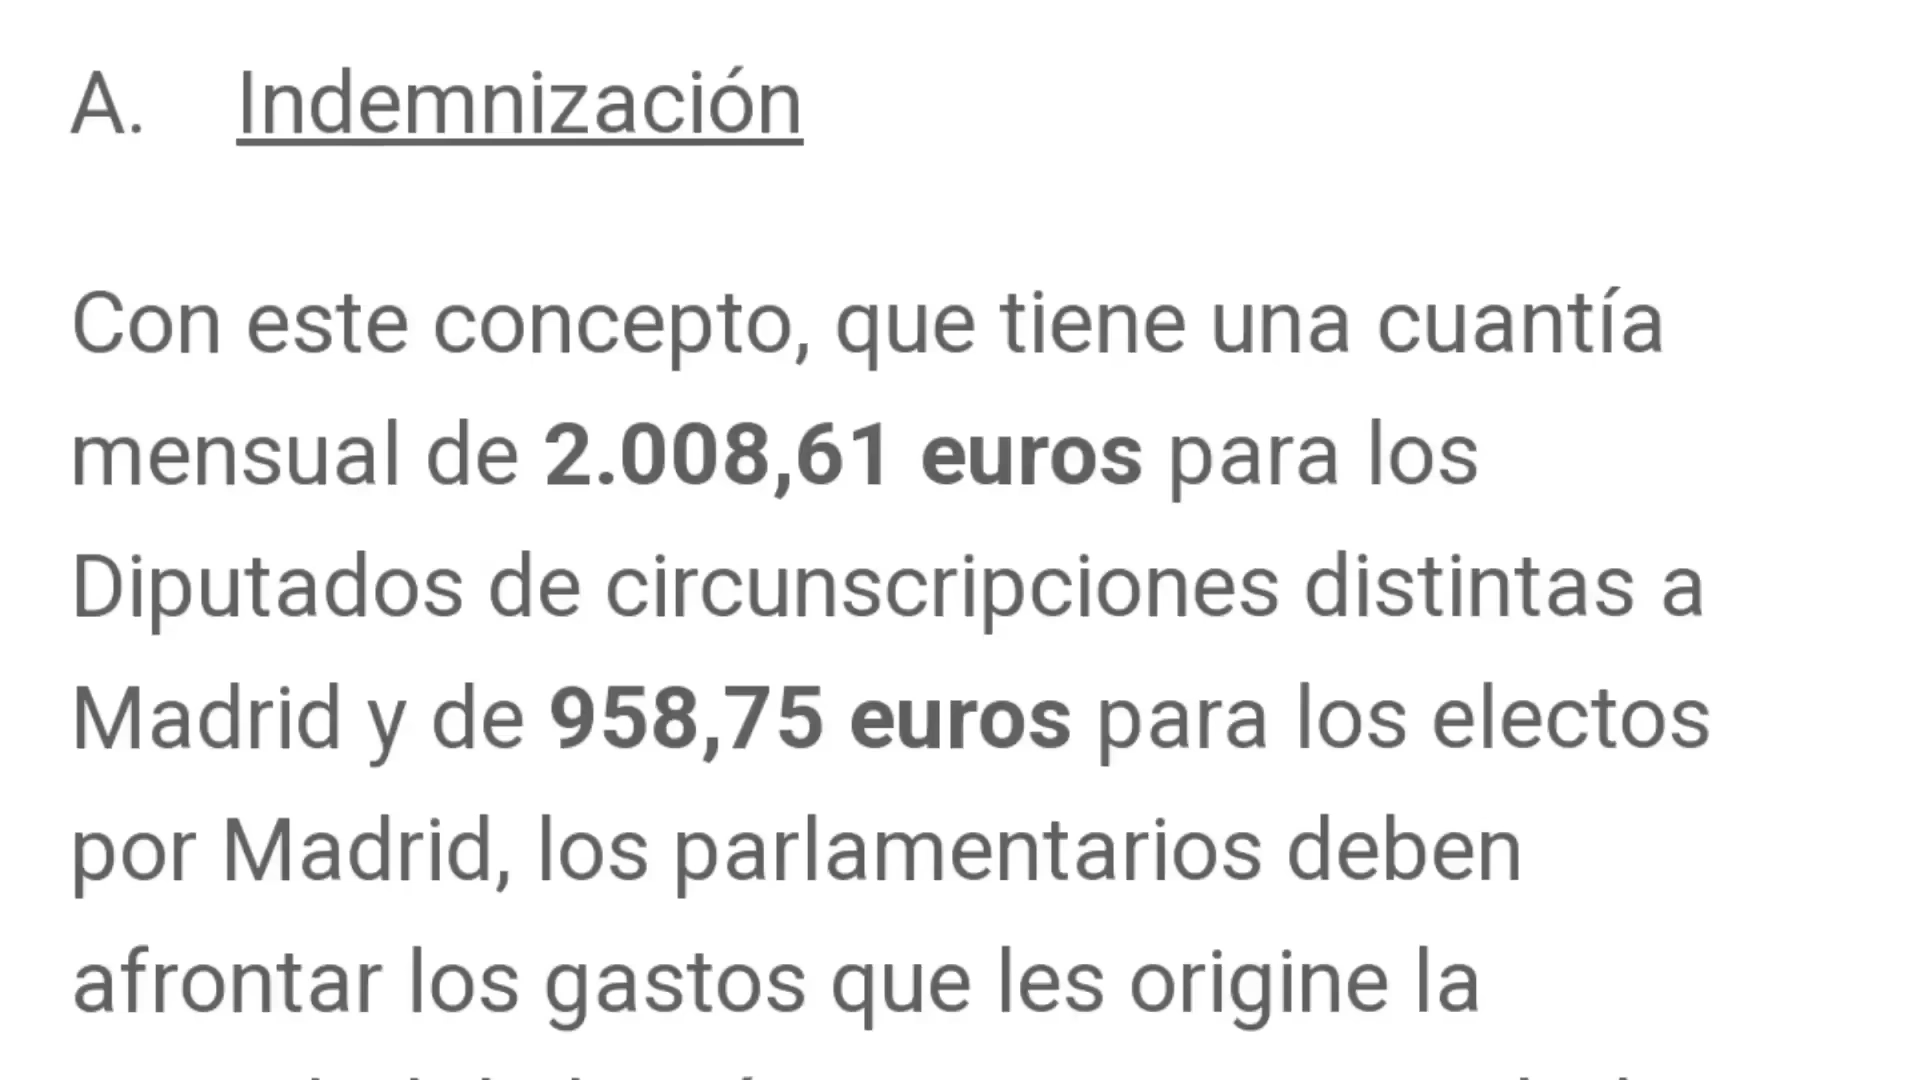 A. Indemnización
Con este concepto, que tiene una cuantía
mensual de 2.008,61 euros para los
Diputados de circunscripciones distintas a
Madrid y de 958,75 euros para los electos
por Madrid, los parlamentarios deben
afrontar los gastos que les origine la